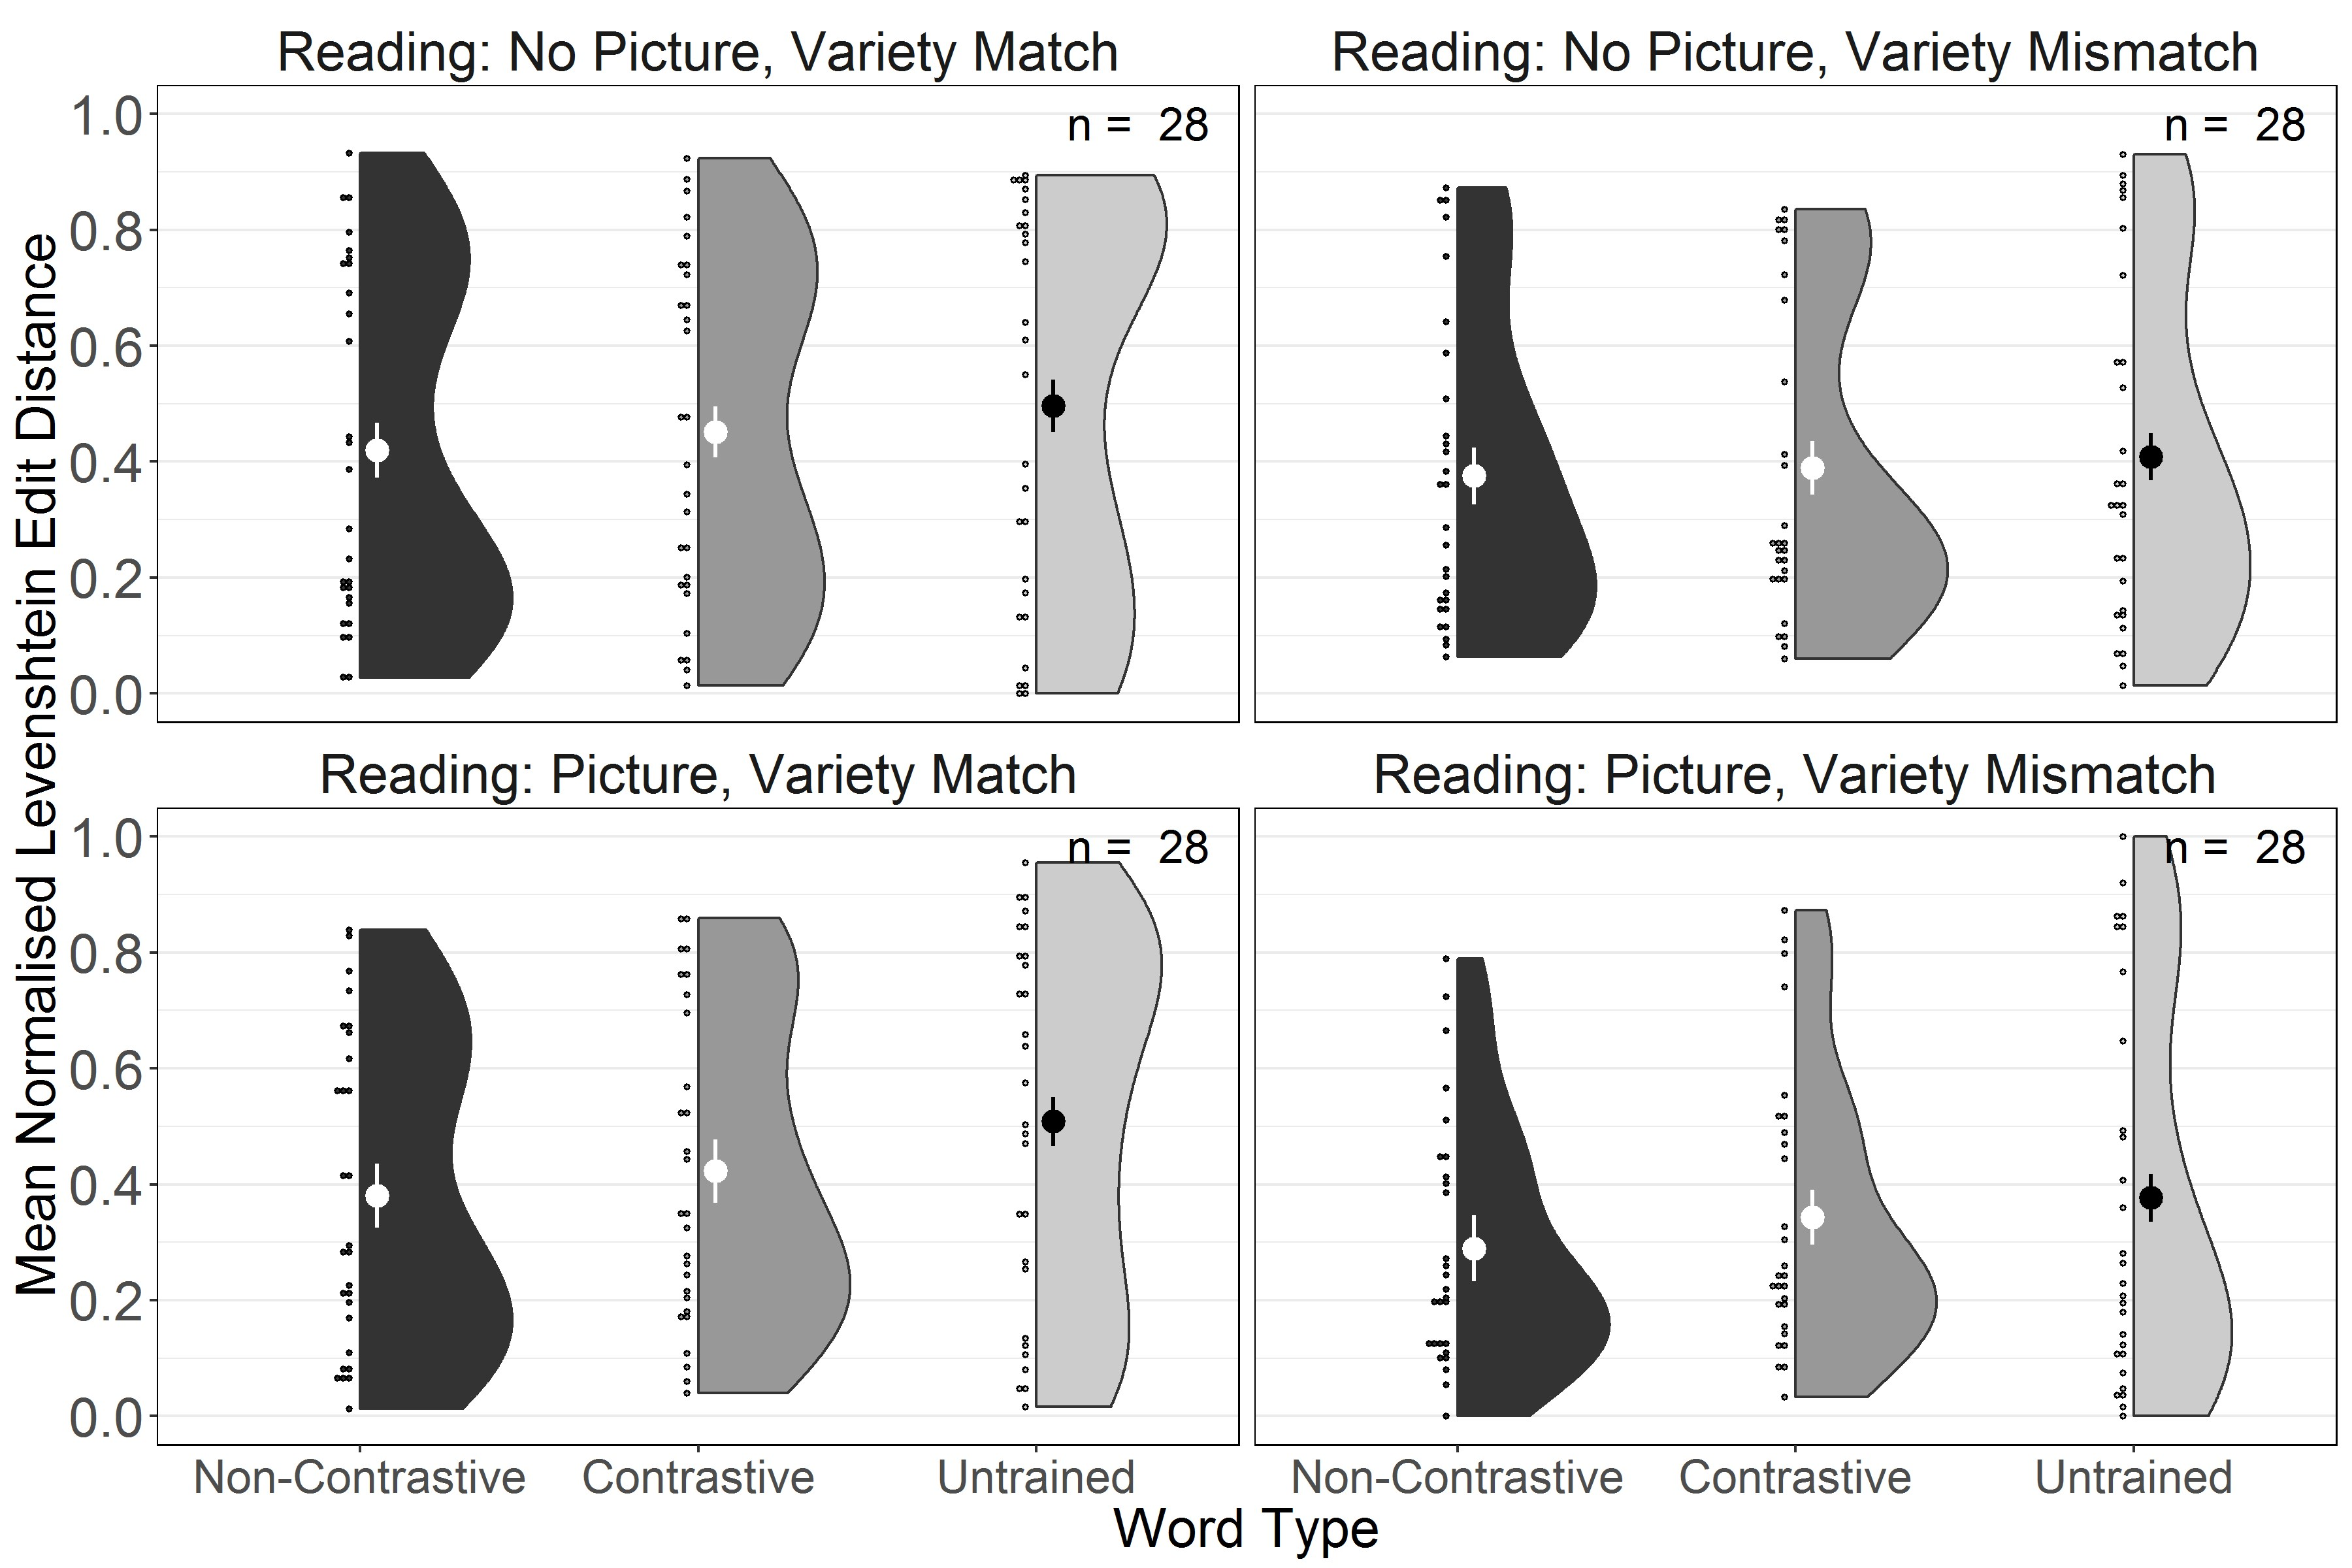 Reading: No Picture, Variety Match
Reading: No Picture, Variety Mismatch
1.0
0.8
0.6
0.4
0.2
0.0
n =  28
n =  28
Reading: Picture, Variety Match
Reading: Picture, Variety Mismatch
1.0
0.8
0.6
0.4
0.2
0.0
n =  28
n =  28
Mean Normalised Levenshtein Edit Distance
Non-Contrastive Contrastive Untrained
Non-Contrastive Contrastive Untrained
Word Type